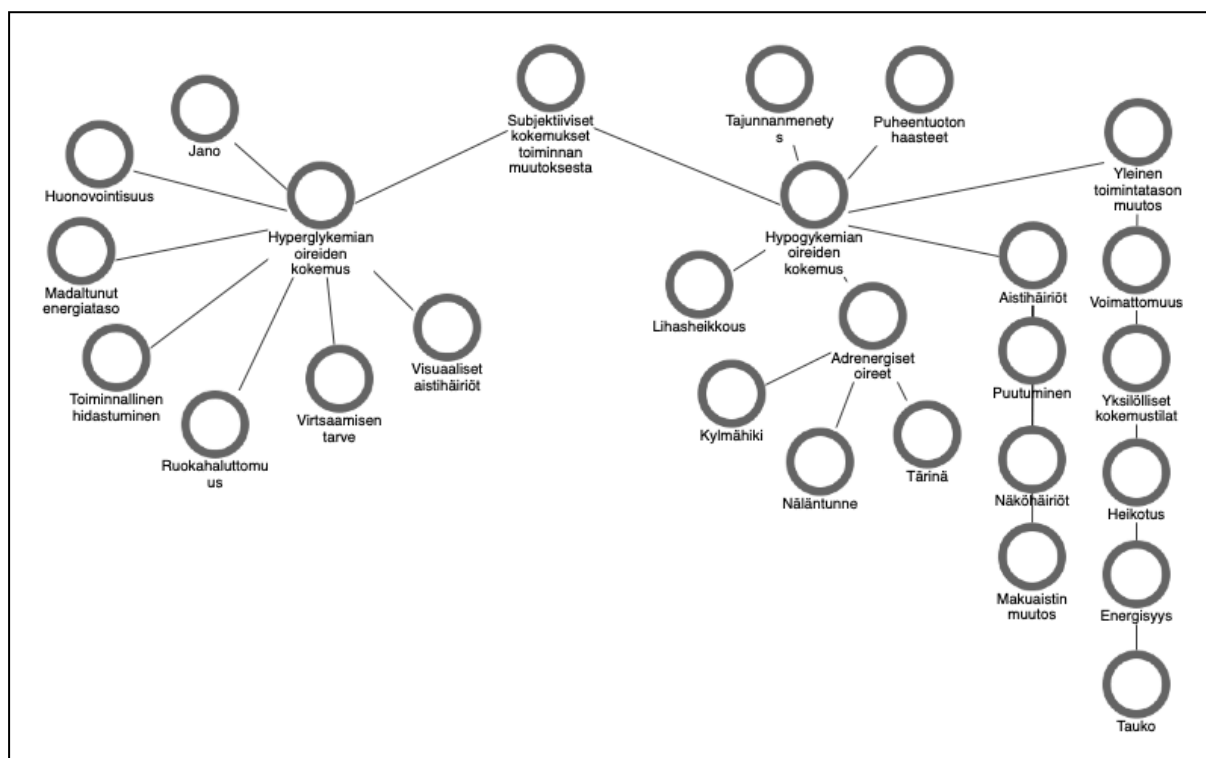 Subjektiiviset
kokemukset
toiminnan
muutoksesta
Jano
Huonovointisuus
Hyperglykemian
oireiden
kokemus
Madaltunut
energiataso
Toiminnallinen
hidastuminen
Ruokahaluttomu
us
Virtsaamisen
tarve
Visuaaliset
aistihäiriöt
Tajunnanmenety
s
Puheentuoton
haasteet
Hypogykemian
oireiden
kokemus
Lihasheikkous
Adrenergiset
oireet
Kylmähiki
Näläntunne
Tärinä
Aistihäiriöt
Puutuminen
Näköhäiriöt
Makuaistin
muutos
Yleinen
toimintatason
muutos
Voimattomuus
Yksilölliset
kokemustilat
Heikotus
Energisyys
Tauko